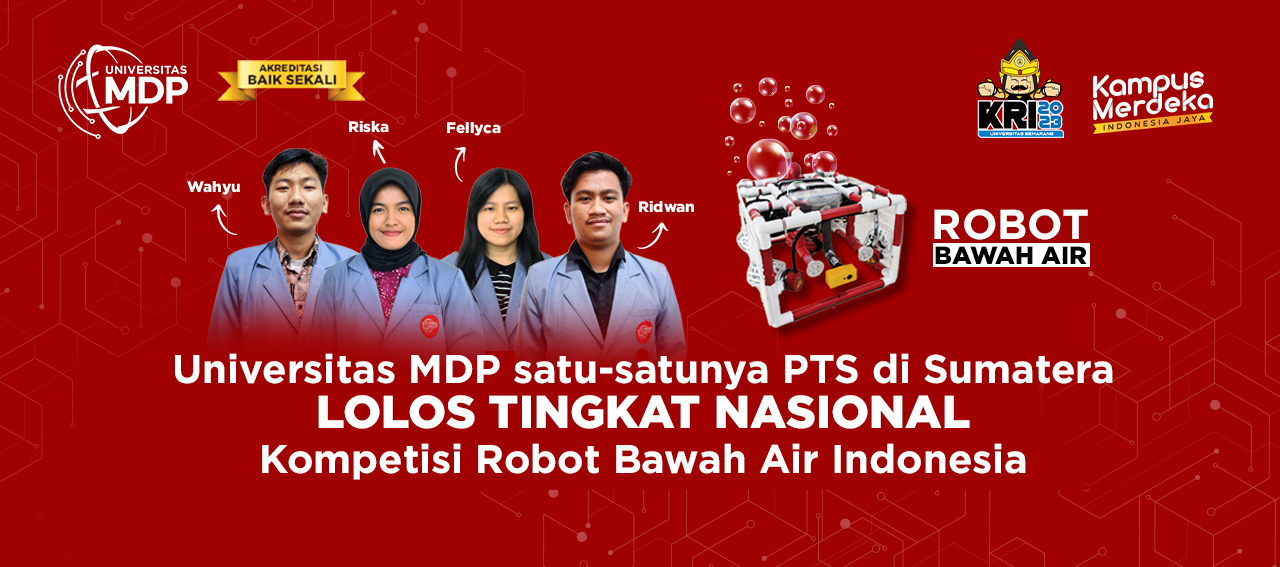 UNIVERSITAS
MDP
AKREDITASI
BAIK SEKALI
KRI 2023
UNIVERSITAS SEMARANG
Kampus
Merdeka
INDONESIA JAYA
Wahyu
Riska
Fellyca
Ridwan
ROBOT
BAWAH AIR
Universitas MDP satu-satunya PTS di Sumatera
LOLOS TINGKAT NASIONAL
Kompetisi Robot Bawah Air Indonesia